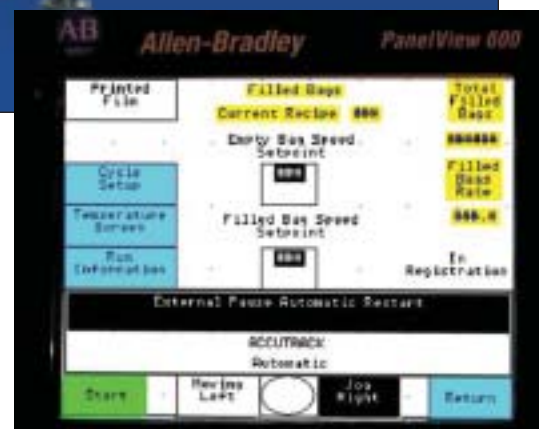 AB
Allen-Bradley PanelView 600
Printed
Film
Filled Bags
Current Recipe ###
Total
Filled
Bags
######
Empty Bag Speed
Setpoint
###
Cycle
Setup
Filled
Bags
Rate
###.#
Temperature
Screen
Filled Bag Speed
Setpoint
###
Run
Information
In
Registration
External Pause Automatic Restart
ACCUTRACK
Automatic
Start
Moving
Left
Jog
Right
Return